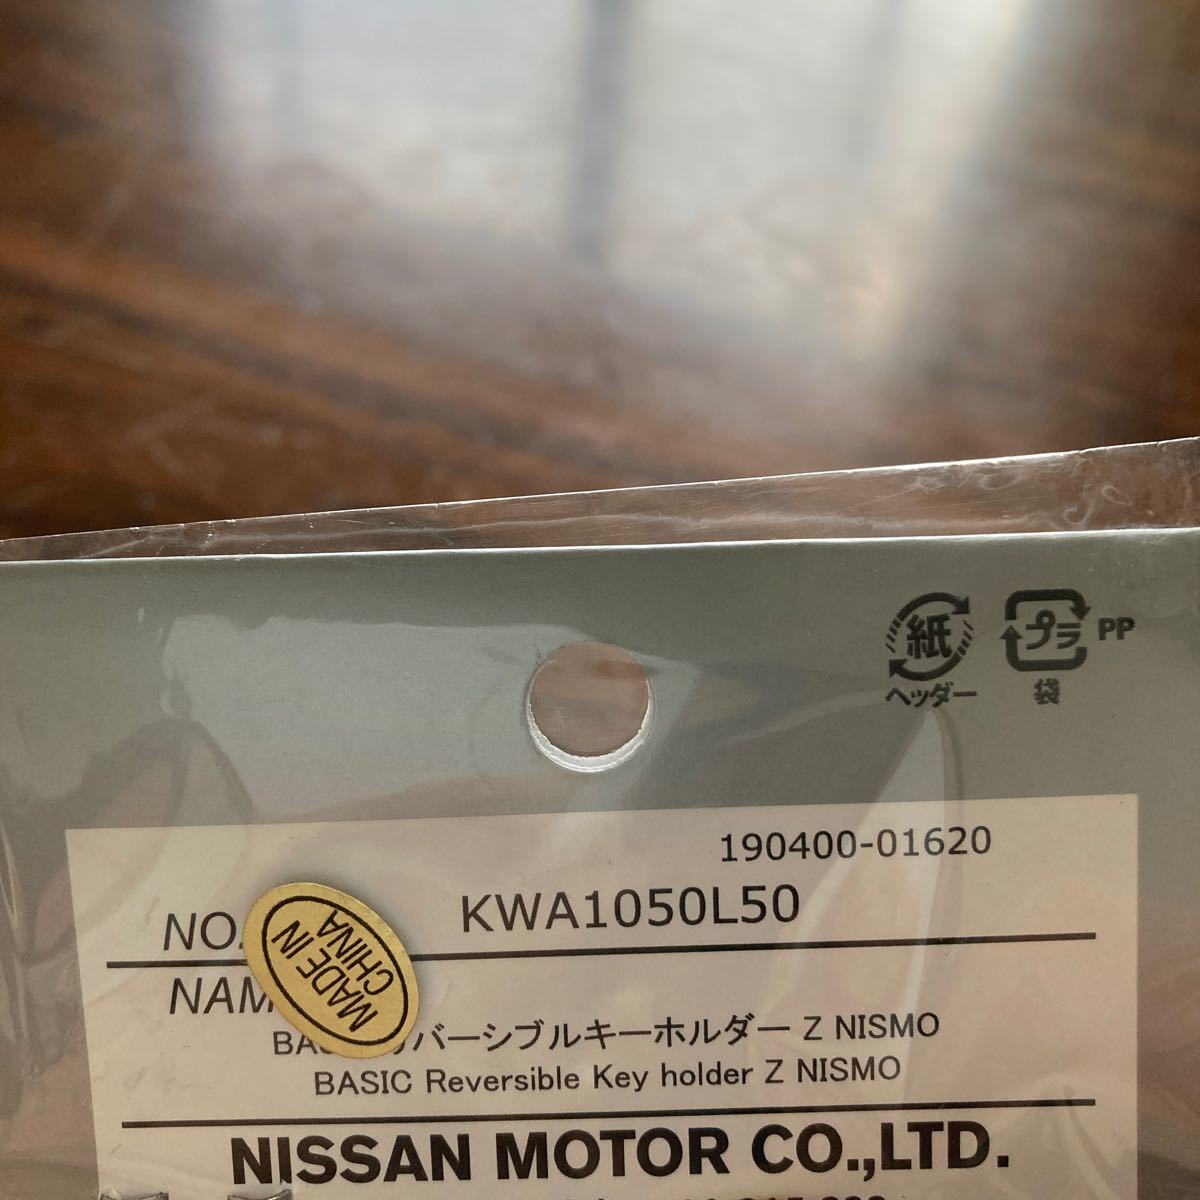 紙 プラ PP
ヘッダー 袋
190400-01620
NO. KWA1050L50
MADE IN
CHINA
リバーシブルキーホルダー Z NISMO
BASIC Reversible Key holder Z NISMO
NISSAN MOTOR CO.,LTD.